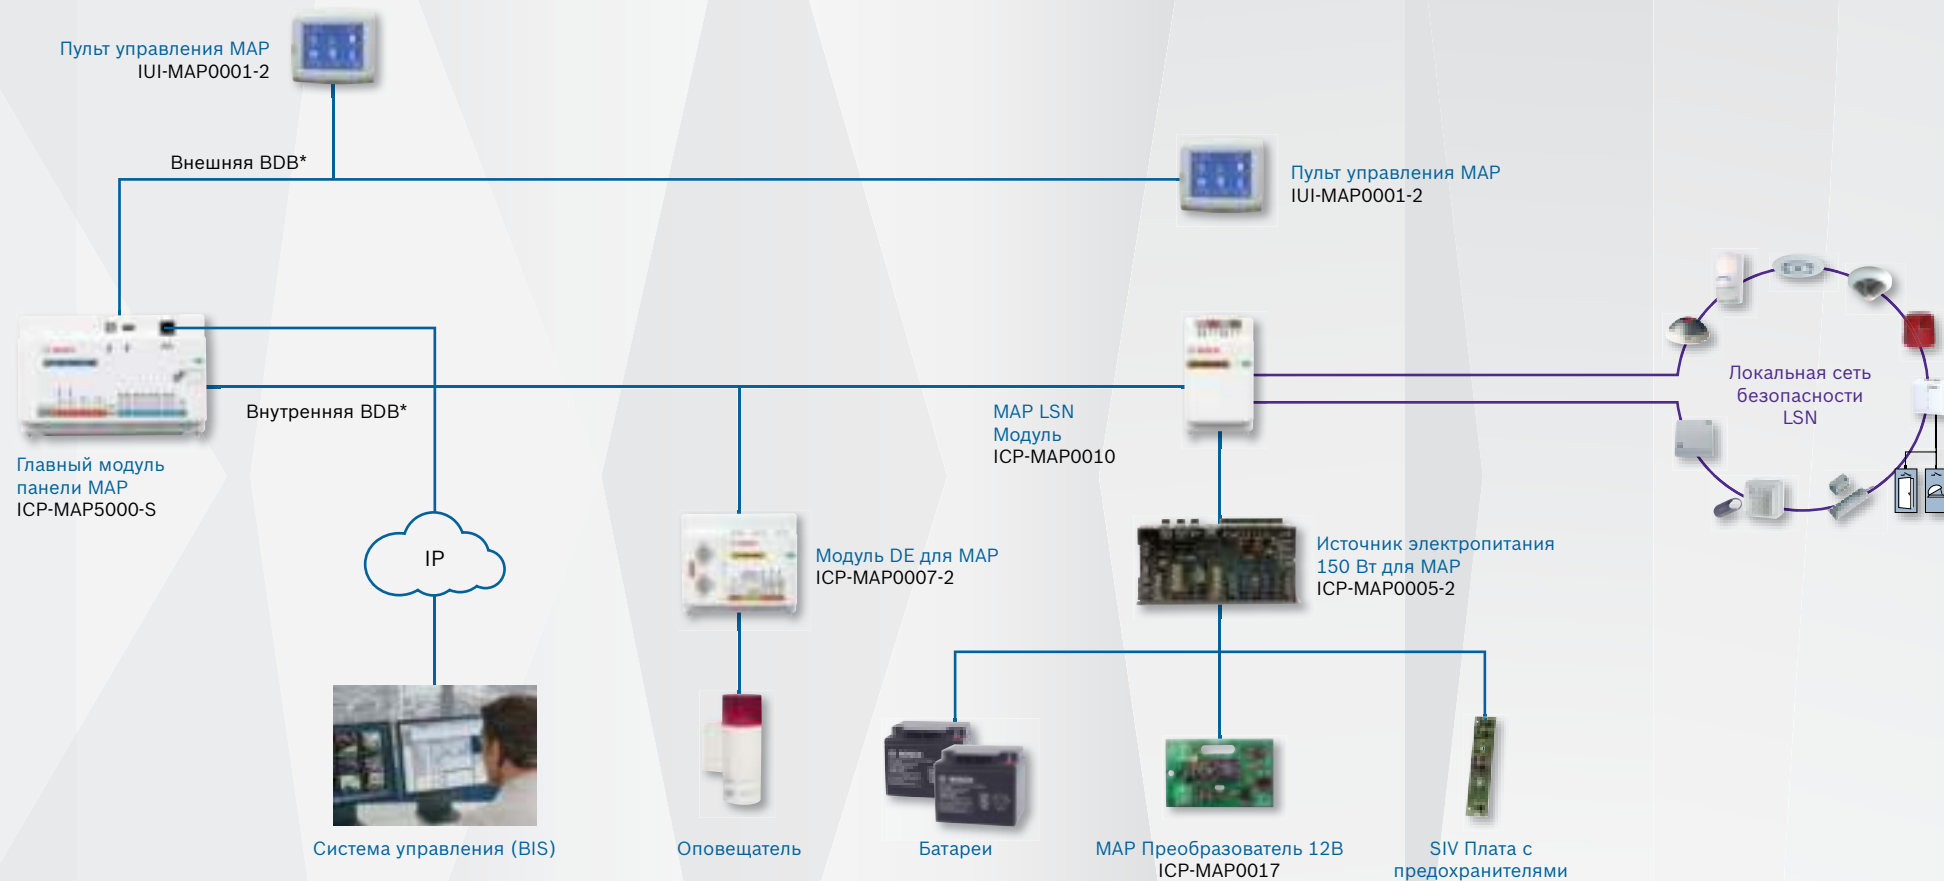 Пульт управления MAP
IUI-MAP0001-2
Внешняя BDB*
Пульт управления MAP
IUI-MAP0001-2
Внутренняя BDB*
Главный модуль
панели MAP
ICP-MAP5000-S
MAP LSN
Модуль
ICP-MAP0010
Локальная сеть
безопасности
LSN
IP
Модуль DE для MAP
ICP-MAP0007-2
Источник электропитания
150 Вт для MAP
ICP-MAP0005-2
Система управления (BIS)
Оповещатель
Батареи
MAP Преобразователь 12В
ICP-MAP0017
SIV Плата с
предохранителями